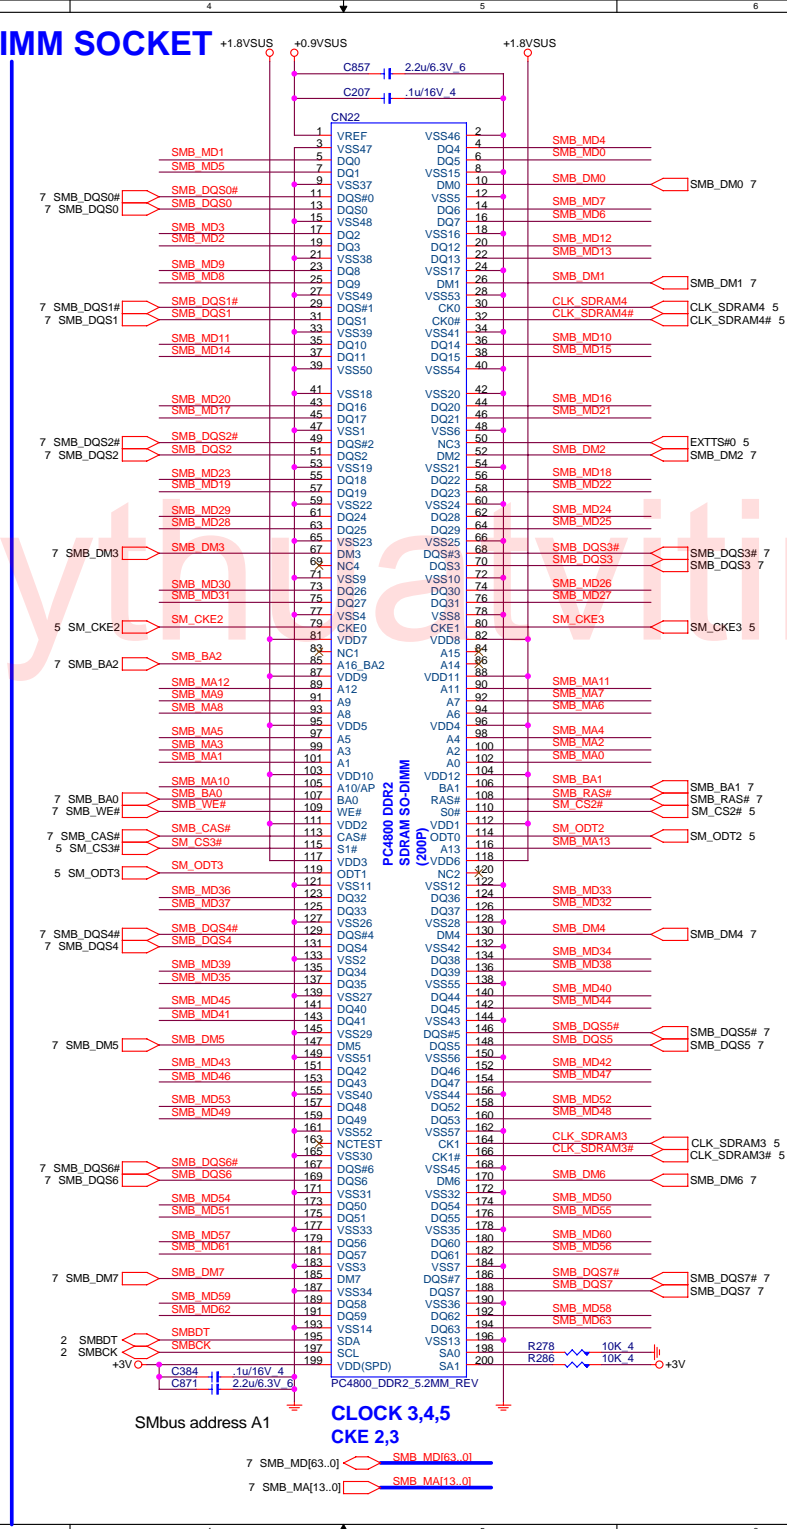 4 5 6
IMM SOCKET
+1.8VSUS +0.9VSUS +1.8VSUS
C857 2.2u/6.3V_6
C207 .1u/16V_4
CN22
1 VREF VSS46 2
3 VSS47 DQ4 4 SMB_MD4
SMB_MD1 5 DQ0 DQ5 6 SMB_MD0
SMB_MD5 7 DQ1 VSS15 8
9 VSS37 DM0 10 SMB_DM0 SMB_DM0 7
7 SMB_DQS0# SMB_DQS0# 11 DQS#0 VSS5 12
7 SMB_DQS0 SMB_DQS0 13 DQS0 DQ6 14 SMB_MD7
15 VSS48 DQ7 16 SMB_MD6
SMB_MD3 17 DQ2 VSS16 18
SMB_MD2 19 DQ3 DQ12 20 SMB_MD12
21 VSS38 DQ13 22 SMB_MD13
SMB_MD9 23 DQ8 VSS17 24
SMB_MD8 25 DQ9 DM1 26 SMB_DM1 SMB_DM1 7
27 VSS49 VSS53 28
7 SMB_DQS1# SMB_DQS1# 29 DQS#1 CK0 30 CLK_SDRAM4 CLK_SDRAM4 5
7 SMB_DQS1 SMB_DQS1 31 DQS1 CK0# 32 CLK_SDRAM4# CLK_SDRAM4# 5
33 VSS39 VSS41 34
SMB_MD11 35 DQ10 DQ14 36 SMB_MD10
SMB_MD14 37 DQ11 DQ15 38 SMB_MD15
39 VSS50 VSS54 40
41 VSS18 VSS20 42
SMB_MD20 43 DQ16 DQ20 44 SMB_MD16
SMB_MD17 45 DQ17 DQ21 46 SMB_MD21
47 VSS1 VSS6 48
7 SMB_DQS2# SMB_DQS2# 49 DQS#2 NC3 50 EXTTS#0 5
7 SMB_DQS2 SMB_DQS2 51 DQS2 DM2 52 SMB_DM2 SMB_DM2 7
53 VSS19 VSS21 54
SMB_MD23 55 DQ18 DQ22 56 SMB_MD18
SMB_MD19 57 DQ19 DQ23 58 SMB_MD22
59 VSS22 VSS24 60
SMB_MD29 61 DQ24 DQ28 62 SMB_MD24
SMB_MD28 63 DQ25 DQ29 64 SMB_MD25
65 VSS23 VSS25 66
7 SMB_DM3 SMB_DM3 67 DM3 DQS#3 68 SMB_DQS3# SMB_DQS3# 7
69 NC4 DQS3 70 SMB_DQS3 SMB_DQS3 7
71 VSS9 VSS10 72
SMB_MD30 73 DQ26 DQ30 74 SMB_MD26
SMB_MD31 75 DQ27 DQ31 76 SMB_MD27
77 VSS4 VSS8 78
5 SM_CKE2 SM_CKE2 79 CKE0 CKE1 80 SM_CKE3 SM_CKE3 5
81 VDD7 VDD8 82
83 NC1 A15 84
7 SMB_BA2 SMB_BA2 85 A16_BA2 A14 86
87 VDD9 VDD11 88
SMB_MA12 89 A12 A11 90 SMB_MA11
SMB_MA9 91 A9 A7 92 SMB_MA7
SMB_MA8 93 A8 A6 94 SMB_MA6
95 VDD5 VDD4 96
SMB_MA5 97 A5 A4 98 SMB_MA4
SMB_MA3 99 A3 A2 100 SMB_MA2
SMB_MA1 101 A1 A0 102 SMB_MA0
103 VDD10 VDD12 104
SMB_MA10 105 A10/AP BA1 106 SMB_BA1 SMB_BA1 7
7 SMB_BA0 SMB_BA0 107 BA0 RAS# 108 SMB_RAS# SMB_RAS# 7
7 SMB_WE# SMB_WE# 109 WE# S0# 110 SM_CS2# SM_CS2# 5
111 VDD2 VDD1 112
7 SMB_CAS# SMB_CAS# 113 CAS# ODT0 114 SM_ODT2 SM_ODT2 5
5 SM_CS3# SM_CS3# 115 S1# A13 116 SMB_MA13
117 VDD3 VDD6 118
5 SM_ODT3 SM_ODT3 119 ODT1 NC2 120
PC4800 DDR2
SDRAM SO-DIMM
(200P)
121 VSS11 VSS12 122
SMB_MD36 123 DQ32 DQ36 124 SMB_MD33
SMB_MD37 125 DQ33 DQ37 126 SMB_MD32
127 VSS26 VSS28 128
7 SMB_DQS4# SMB_DQS4# 129 DQS#4 DM4 130 SMB_DM4 SMB_DM4 7
7 SMB_DQS4 SMB_DQS4 131 DQS4 VSS42 132
133 VSS2 DQ38 134 SMB_MD34
SMB_MD39 135 DQ34 DQ39 136 SMB_MD38
SMB_MD35 137 DQ35 VSS55 138
139 VSS27 DQ44 140 SMB_MD40
SMB_MD45 141 DQ40 DQ45 142 SMB_MD44
SMB_MD41 143 DQ41 VSS43 144
145 VSS29 DQS#5 146 SMB_DQS5# SMB_DQS5# 7
7 SMB_DM5 SMB_DM5 147 DM5 DQS5 148 SMB_DQS5 SMB_DQS5 7
149 VSS51 VSS56 150
SMB_MD43 151 DQ42 DQ46 152 SMB_MD42
SMB_MD46 153 DQ43 DQ47 154 SMB_MD47
155 VSS40 VSS44 156
SMB_MD53 157 DQ48 DQ52 158 SMB_MD52
SMB_MD49 159 DQ49 DQ53 160 SMB_MD48
161 VSS52 VSS57 162
163 NCTEST CK1 164 CLK_SDRAM3 CLK_SDRAM3 5
165 VSS30 CK1# 166 CLK_SDRAM3# CLK_SDRAM3# 5
7 SMB_DQS6# SMB_DQS6# 167 DQS#6 VSS45 168
7 SMB_DQS6 SMB_DQS6 169 DQS6 DM6 170 SMB_DM6 SMB_DM6 7
171 VSS31 VSS32 172
SMB_MD54 173 DQ50 DQ54 174 SMB_MD50
SMB_MD51 175 DQ51 DQ55 176 SMB_MD55
177 VSS33 VSS35 178
SMB_MD57 179 DQ56 DQ60 180 SMB_MD60
SMB_MD61 181 DQ57 DQ61 182 SMB_MD56
183 VSS3 VSS7 184
7 SMB_DM7 SMB_DM7 185 DM7 DQS#7 186 SMB_DQS7# SMB_DQS7# 7
187 VSS34 DQS7 188 SMB_DQS7 SMB_DQS7 7
SMB_MD59 189 DQ58 VSS36 190
SMB_MD62 191 DQ59 DQ62 192 SMB_MD58
193 VSS14 DQ63 194 SMB_MD63
2 SMBDT SMBDT 195 SDA VSS13 196
2 SMBCK SMBCK 197 SCL SA0 198 R278 10K_4
+3V 199 VDD(SPD) SA1 200 R286 10K_4 +3V
C384 .1u/16V_4
C871 2.2u/6.3V_6
PC4800_DDR2_5.2MM_REV
SMbus address A1
CLOCK 3,4,5
CKE 2,3
7 SMB_MD[63..0] SMB_MD[63..0]
7 SMB_MA[13..0] SMB_MA[13..0]
ythuatviti